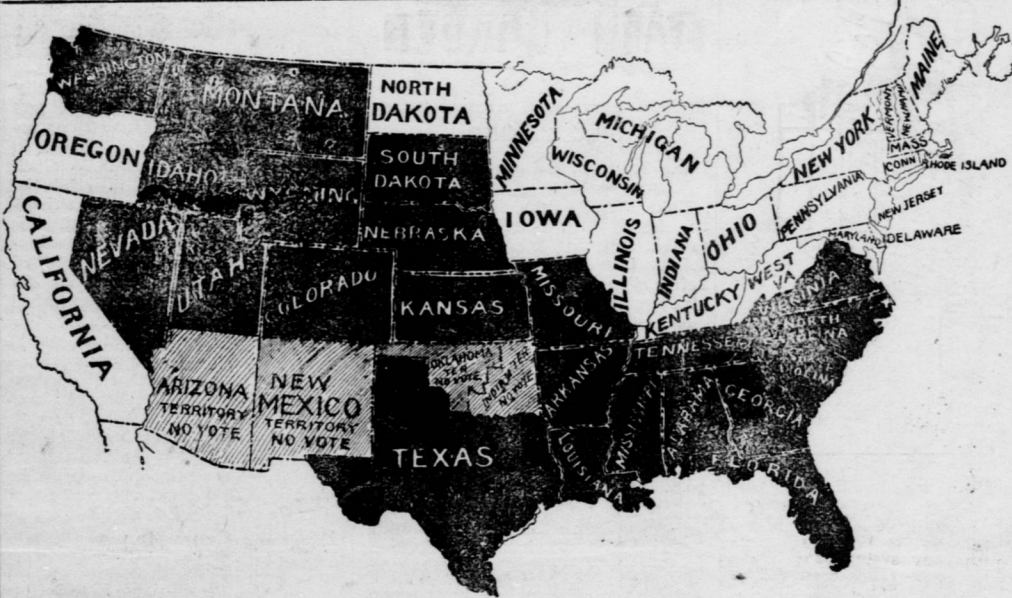 WASHINGTON
MONTANA
NORTH
DAKOTA
MINNESOTA
MICHIGAN
WISCONSIN
MAINE
VERMONT
NEW YORK
MASS
CONN
RHODE ISLAND
OREGON
IDAHO
WYOMING
SOUTH
DAKOTA
IOWA
NEBRASKA
ILLINOIS
INDIANA
OHIO
PENNSYLVANIA
NEW JERSEY
MARYLAND
DELAWARE
CALIFORNIA
NEVADA
UTAH
COLORADO
KANSAS
MISSOURI
KENTUCKY
WEST
VA
VIRGINIA
NORTH
CAROLINA
TENNESSEE
ARIZONA
TERRITORY
NO VOTE
NEW
MEXICO
TERRITORY
NO VOTE
OKLAHOMA
TER
NO VOTE
INDIAN TER
NO VOTE
ARKANSAS
TEXAS
LOUISIANA
MISSISSIPPI
ALABAMA
GEORGIA
FLORIDA